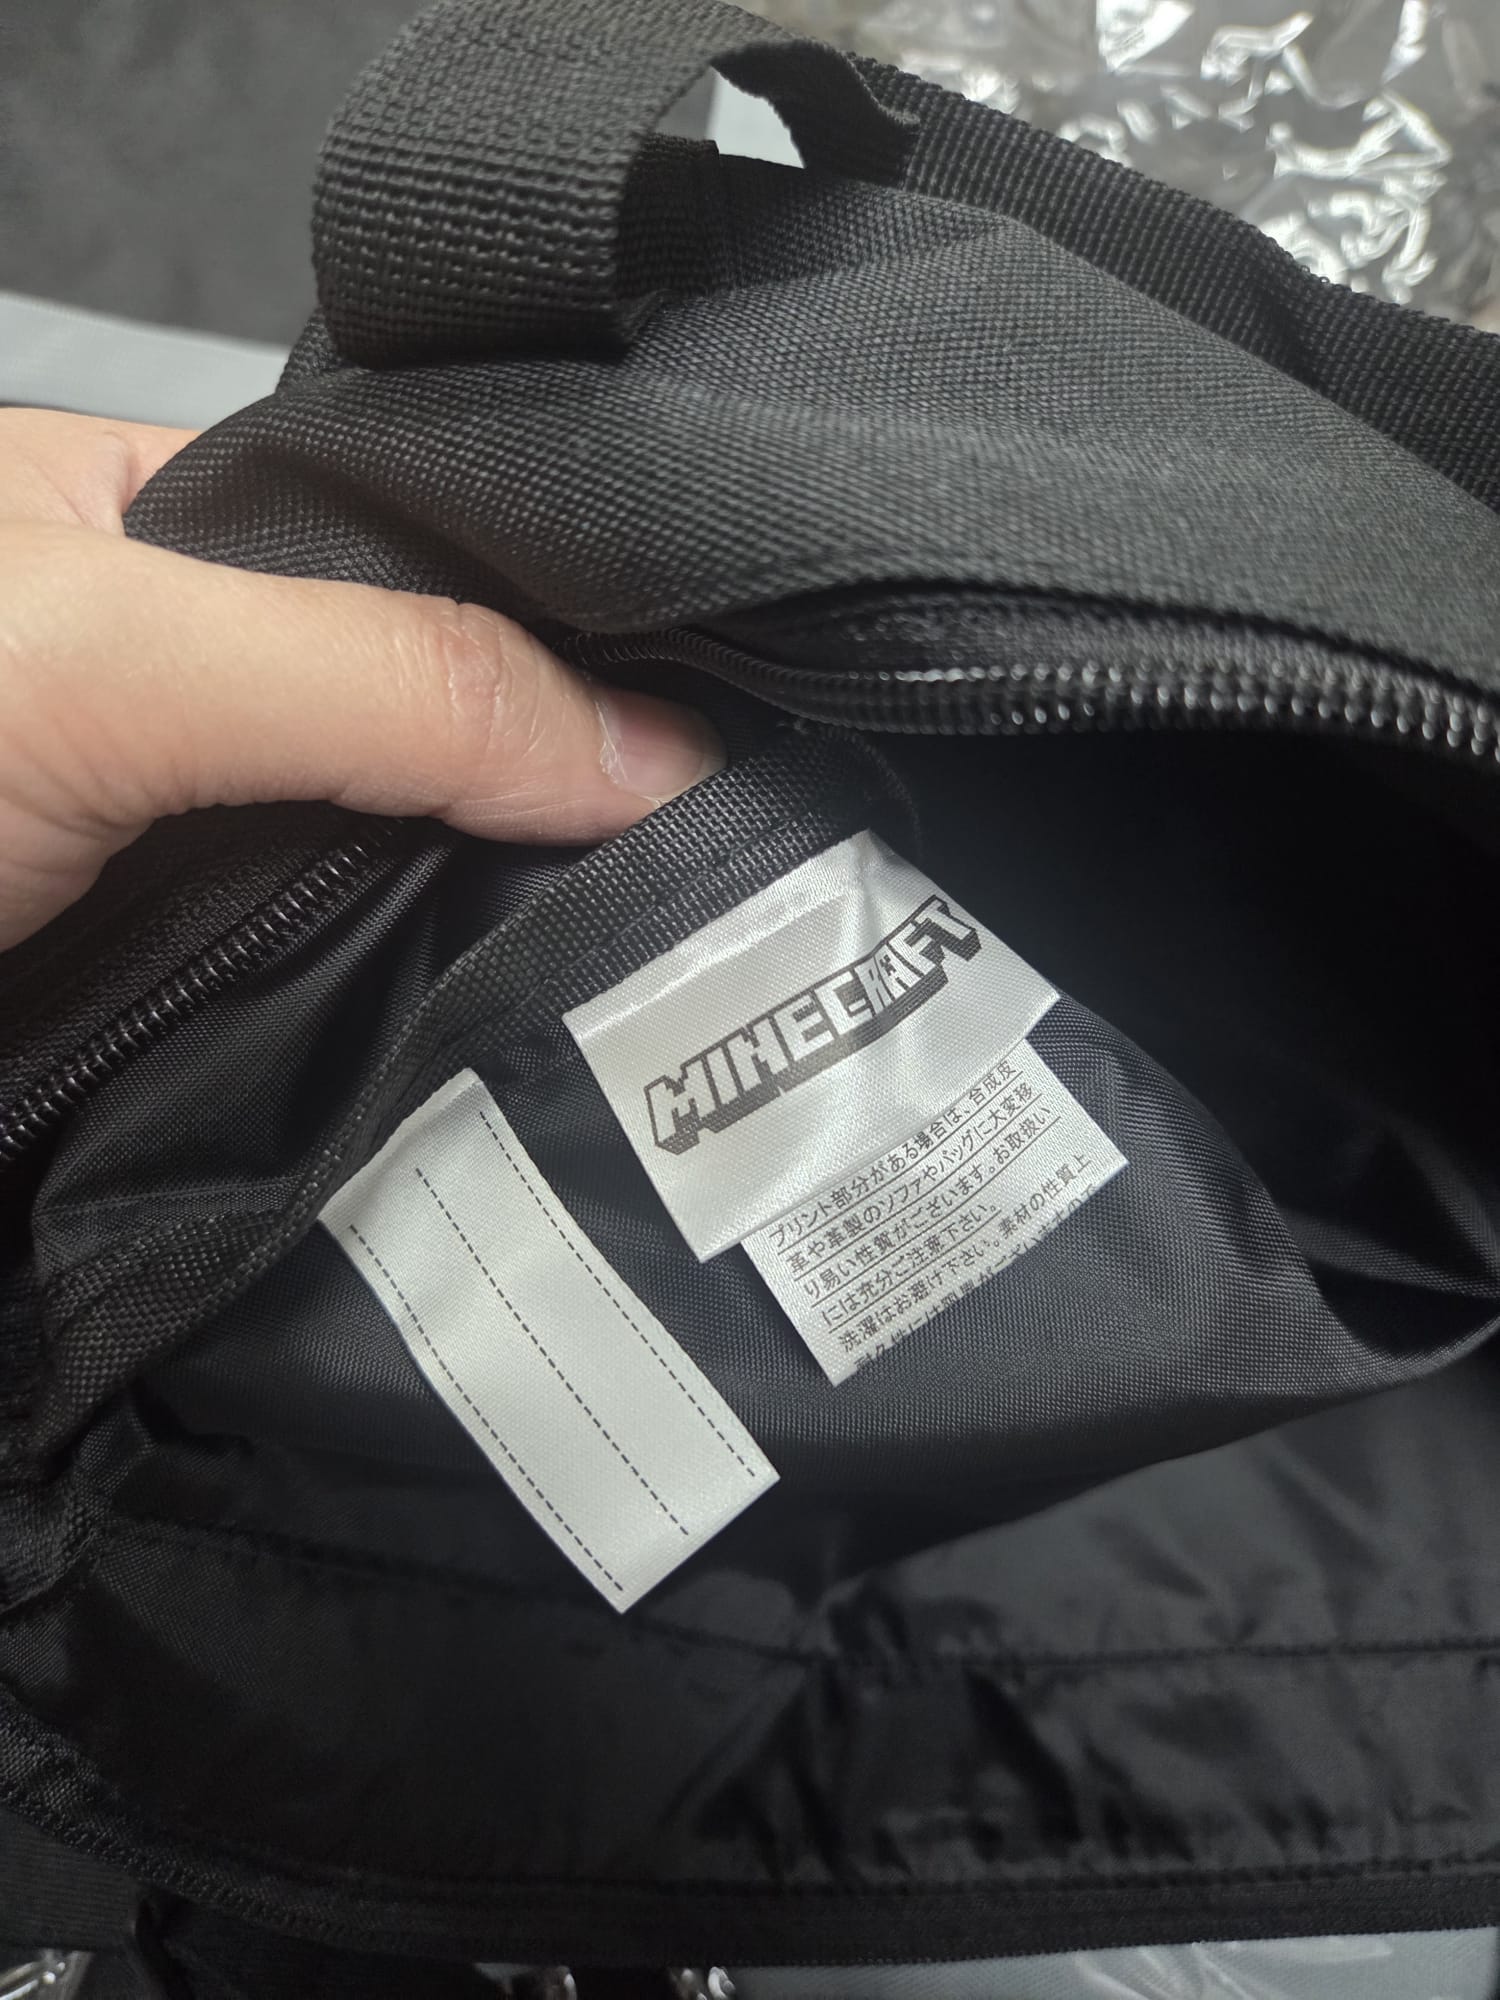 MINECRAFT
プリント部分がある場合は、合成皮
革や革製のソファやバッグに大変移
り易い性質がございます。お取扱い
には充分ご注意下さい。
洗濯はお避け下さい。素材の性質上